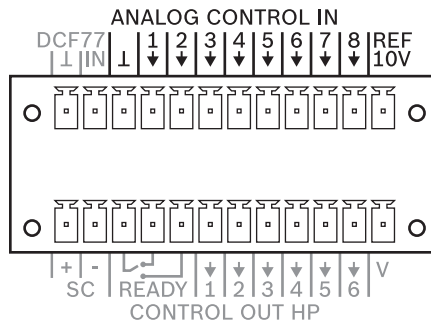 ANALOG CONTROL IN
DCF77 1 2 3 4 5 6 7 8 REF
⊥ IN ⊥ 10V
+ - 1 2 3 4 5 6 V
SC READY
CONTROL OUT HP